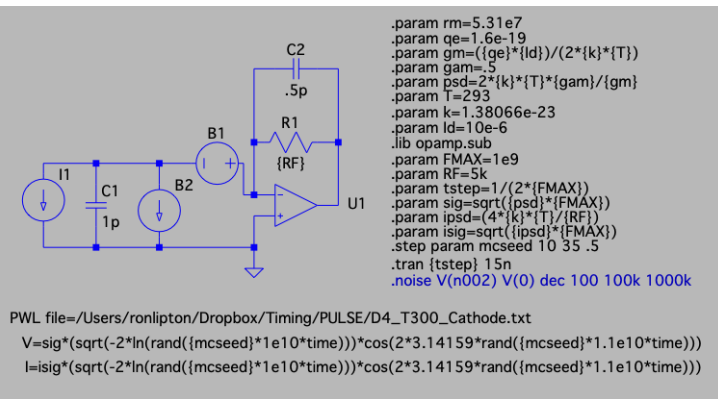 .param rm=5.31e7
.param qe=1.6e-19
.param gm=({qe}*{Id})/(2*{k}*{T})
.param gam=.5
.param psd=2*{k}*{T}*{gam}/{gm}
.param T=293
.param k=1.38066e-23
.param Id=10e-6
.lib opamp.sub
.param FMAX=1e9
.param RF=5k
.param tstep=1/(2*{FMAX})
.param sig=sqrt({psd}*{FMAX})
.param ipsd=(4*{k}*{T}/{RF})
.param isig=sqrt({ipsd}*{FMAX})
.step param mcseed 10 35 .5
.tran {tstep} 15n
.noise V(n002) V(0) dec 100 100k 1000k
C2
.5p
R1
{RF}
B1
I1
C1
1p
B2
U1
PWL file=/Users/ronlipton/Dropbox/Timing/PULSE/D4_T300_Cathode.txt
V=sig*(sqrt(-2*ln(rand({mcseed}*1e10*time)))*cos(2*3.14159*rand({mcseed}*1.1e10*time)))
I=isig*(sqrt(-2*ln(rand({mcseed}*1e10*time)))*cos(2*3.14159*rand({mcseed}*1.1e10*time)))